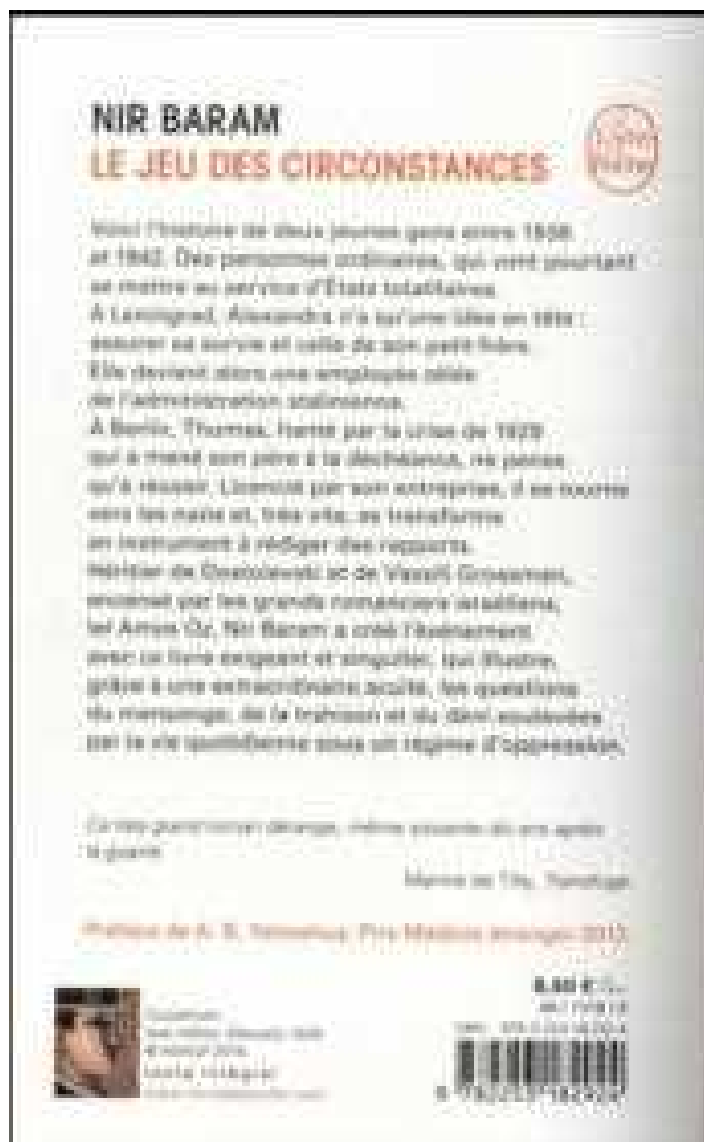 NIR BARAM
LE JEU DES CIRCONSTANCES
Voici l'histoire de deux jeunes gens entre 1938
et 1942. Des personnes ordinaires, qui vont pourtant
se mettre au service d'États totalitaires.
À Leningrad, Alexandra n'a qu'une idée en tête :
assurer sa survie et celle de son petit frère.
Elle devient alors une employée zélée
de l'administration stalinienne.
À Berlin, Thomas, hanté par la crise de 1929
qui a mené son père à la déchéance, ne pense
qu'à réussir. Licencié par son entreprise, il se tourne
vers les nazis et, très vite, se transforme
en instrument à rédiger des rapports.
Héritier de Dostoïevski et de Vassili Grossman,
encensé par les grands romanciers israéliens,
tel Amos Oz, Nir Baram a créé l'événement
avec ce livre exigeant et singulier, qui illustre,
grâce à une extraordinaire acuité, les questions
du mensonge, de la trahison et du déni soulevées
par la vie quotidienne sous un régime d'oppression.
Ce très grand roman dérange, même soixante-dix ans après
la guerre.
Marine de Tilly, Transfuge
Préface de A. B. Yehoshua, Prix Médicis étranger 2012.
Couverture :
texte intégral